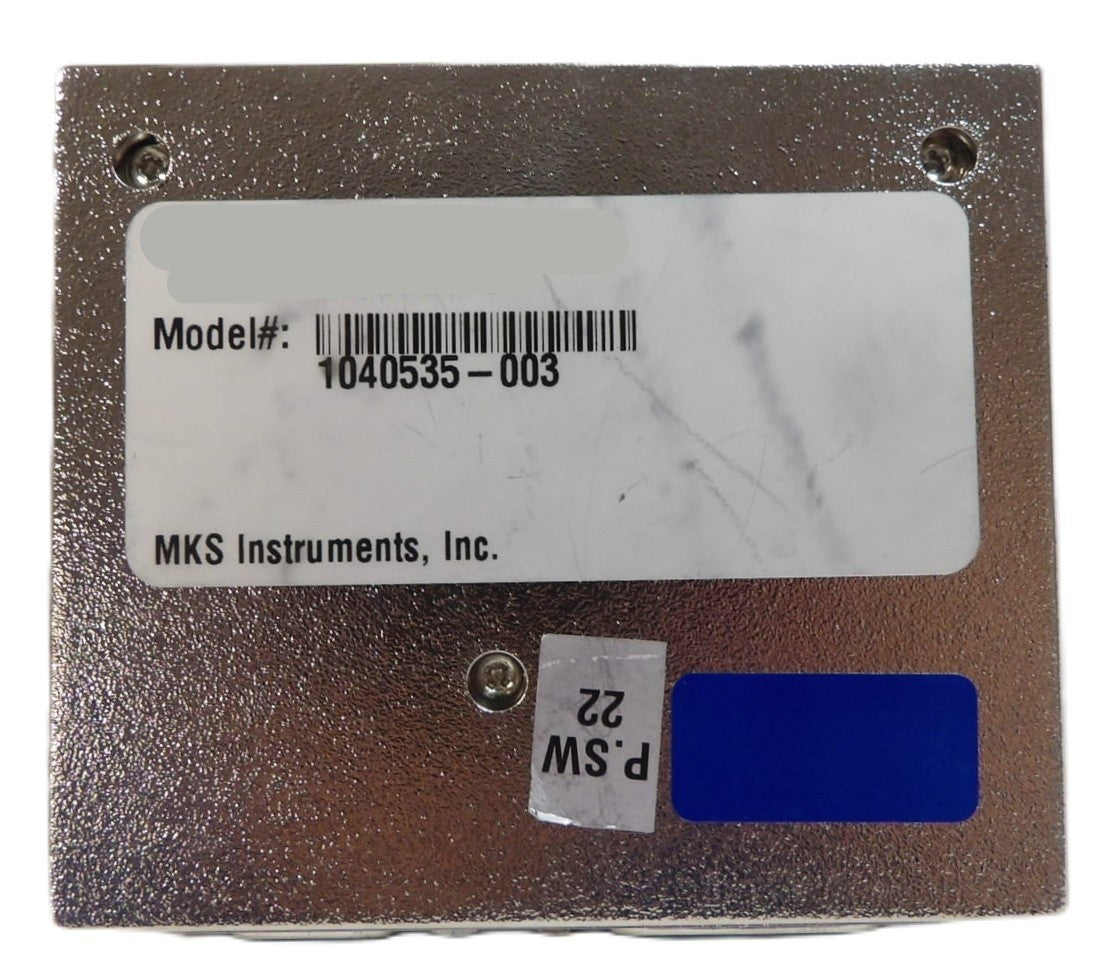 Model#:
1040535-003
MKS Instruments, Inc.
P.SW
22